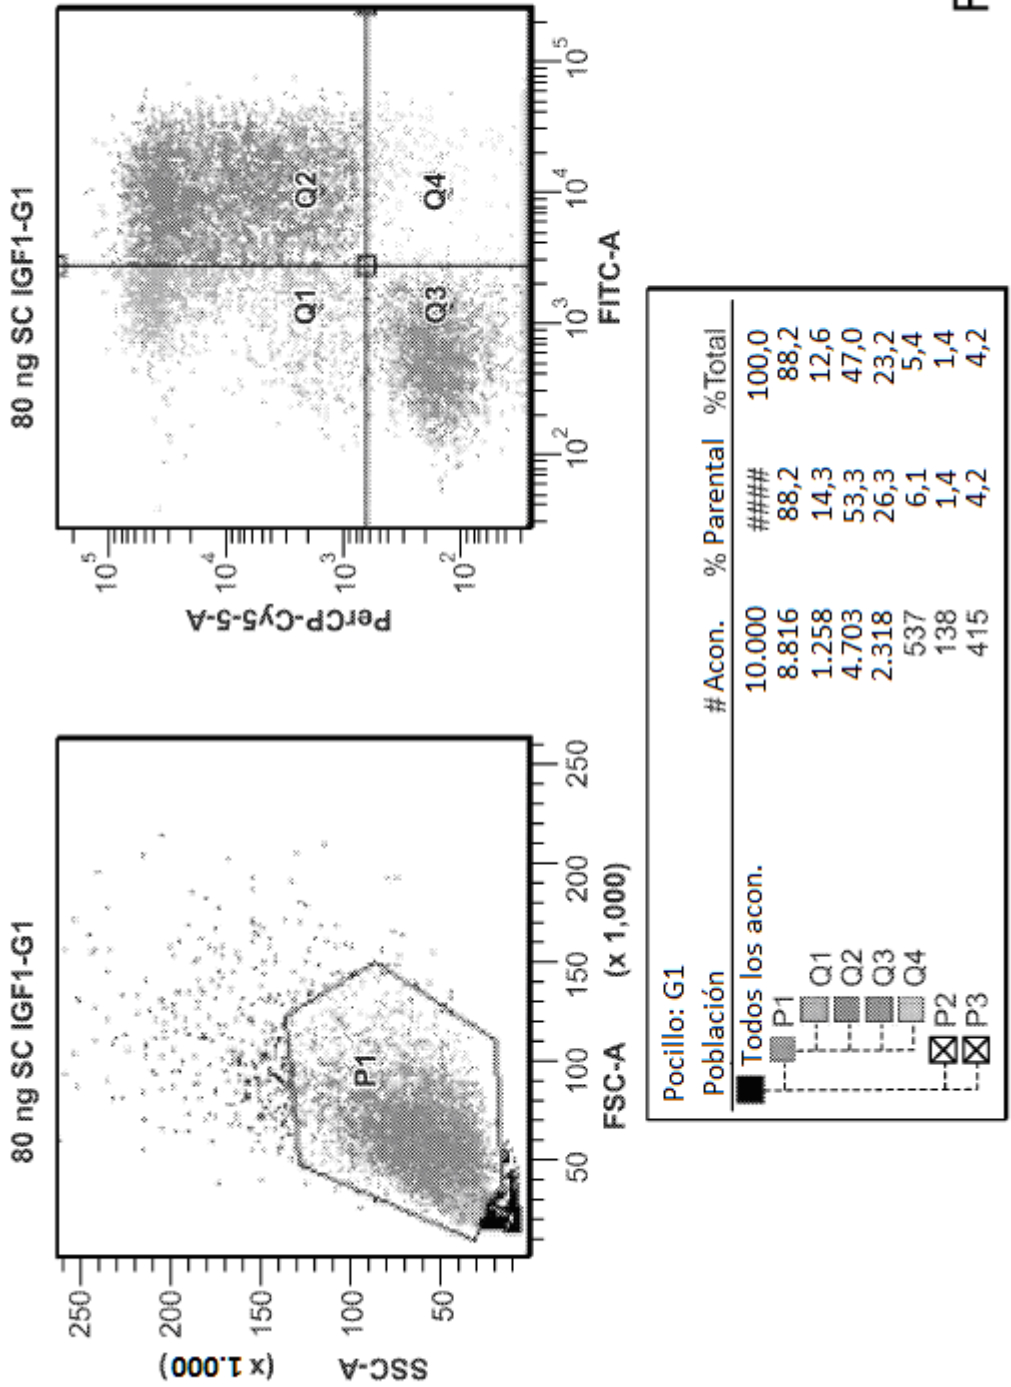 80 ng SC IGF1-G1
SSC-A (x 1.000)
250
200
150
100
50
P1
50 100 150 200 250
FSC-A (x 1,000)
80 ng SC IGF1-G1
PerCP-Cy5-5-A
10^5
10^4
10^3
10^2
Q1 Q2
Q3 Q4
10^2 10^3 10^4 10^5
FITC-A
Pocillo: G1
Población # Acon. % Parental %Total
Todos los acon. 10.000 #### 100,0
P1 8.816 88,2 88,2
Q1 1.258 14,3 12,6
Q2 4.703 53,3 47,0
Q3 2.318 26,3 23,2
Q4 537 6,1 5,4
P2 138 1,4 1,4
P3 415 4,2 4,2